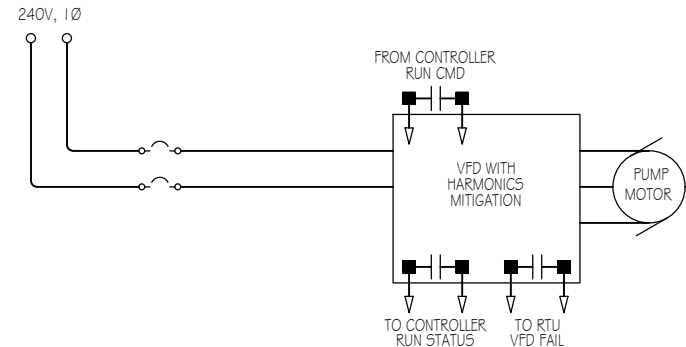 240V, 1Ø
FROM CONTROLLER
RUN CMD
VFD WITH
HARMONICS
MITIGATION
PUMP
MOTOR
TO CONTROLLER
RUN STATUS
TO RTU
VFD FAIL